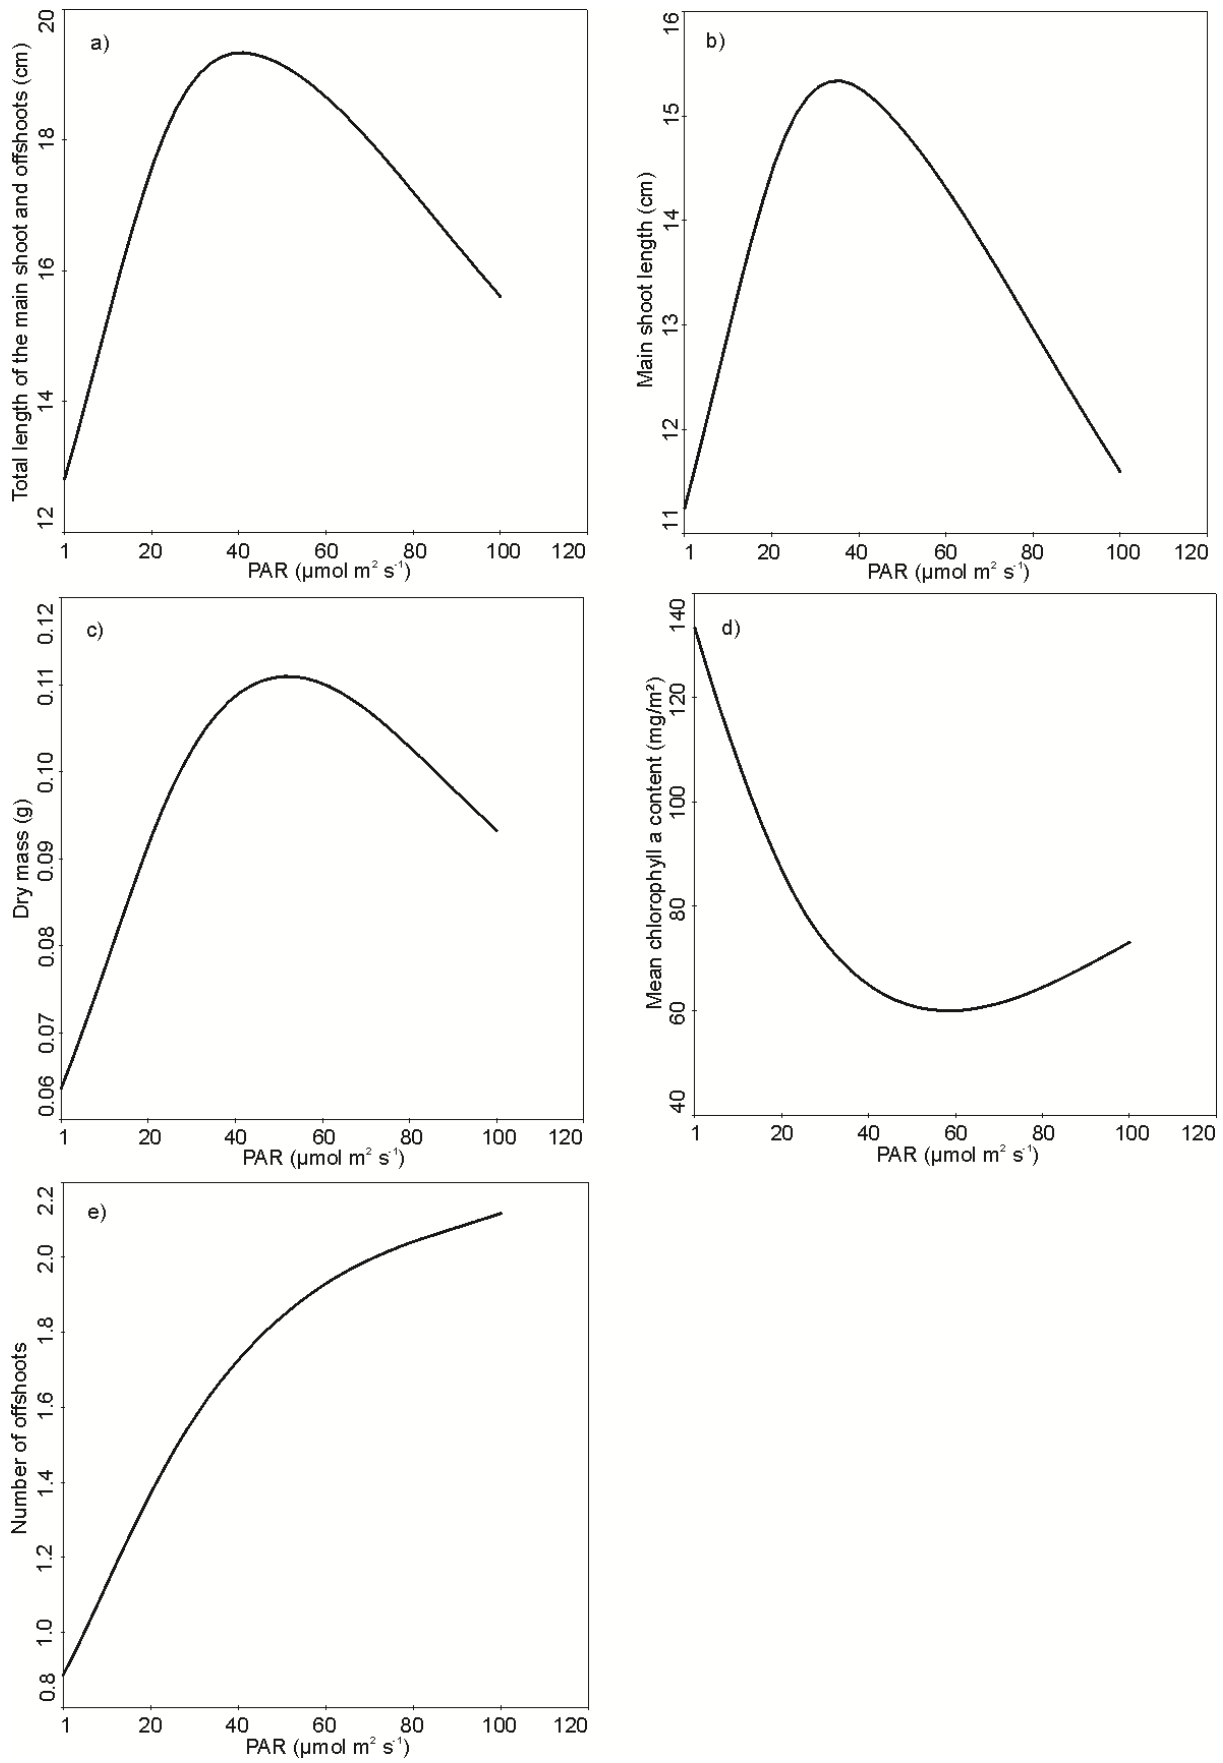 a)
Total length of the main shoot and offshoots (cm)
20
18
16
14
12
1 20 40 60 80 100 120
PAR (µmol m² s⁻¹)
b)
Main shoot length (cm)
16
15
14
13
12
11
1 20 40 60 80 100 120
PAR (µmol m² s⁻¹)
c)
Dry mass (g)
0.12
0.11
0.10
0.09
0.08
0.07
0.06
1 20 40 60 80 100 120
PAR (µmol m² s⁻¹)
d)
Mean chlorophyll a content (mg/m²)
140
120
100
80
60
40
1 20 40 60 80 100 120
PAR (µmol m² s⁻¹)
e)
Number of offshoots
2.2
2.0
1.8
1.6
1.4
1.2
1.0
0.8
1 20 40 60 80 100 120
PAR (µmol m² s⁻¹)